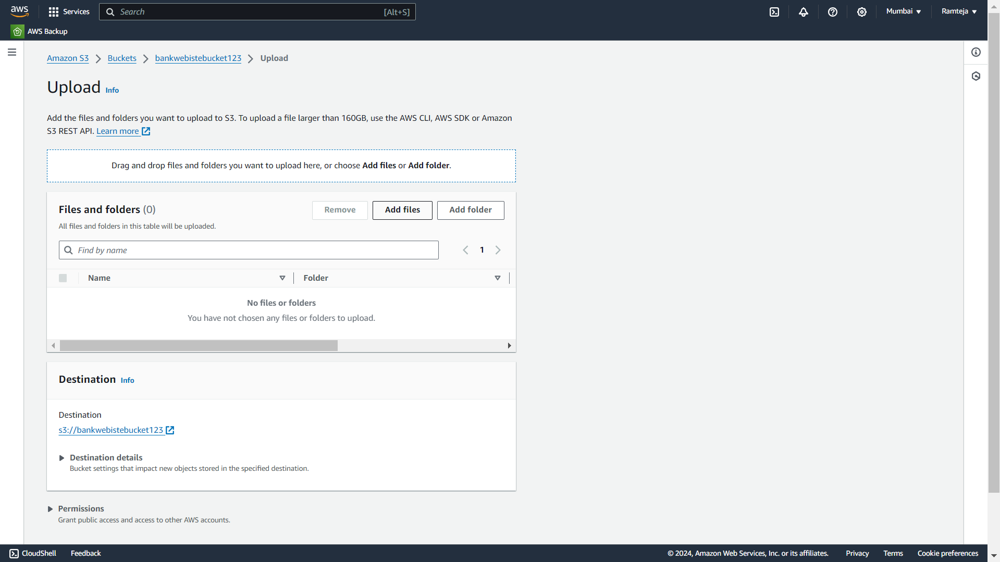 aws
Services
Search
[Alt+S]
Mumbai
Ramteja
AWS Backup
Amazon S3
Buckets
bankwebistebucket123
Upload
Upload Info
Add the files and folders you want to upload to S3. To upload a file larger than 160GB, use the AWS CLI, AWS SDK or Amazon
S3 REST API. Learn more
Drag and drop files and folders you want to upload here, or choose Add files or Add folder.
Files and folders (0)
Remove
Add files
Add folder
All files and folders in this table will be uploaded.
Find by name
1
Name
Folder
No files or folders
You have not chosen any files or folders to upload.
Destination Info
Destination
s3://bankwebistebucket123
Destination details
Bucket settings that impact new objects stored in the specified destination.
Permissions
Grant public access and access to other AWS accounts.
CloudShell
Feedback
© 2024, Amazon Web Services, Inc. or its affiliates.
Privacy
Terms
Cookie preferences